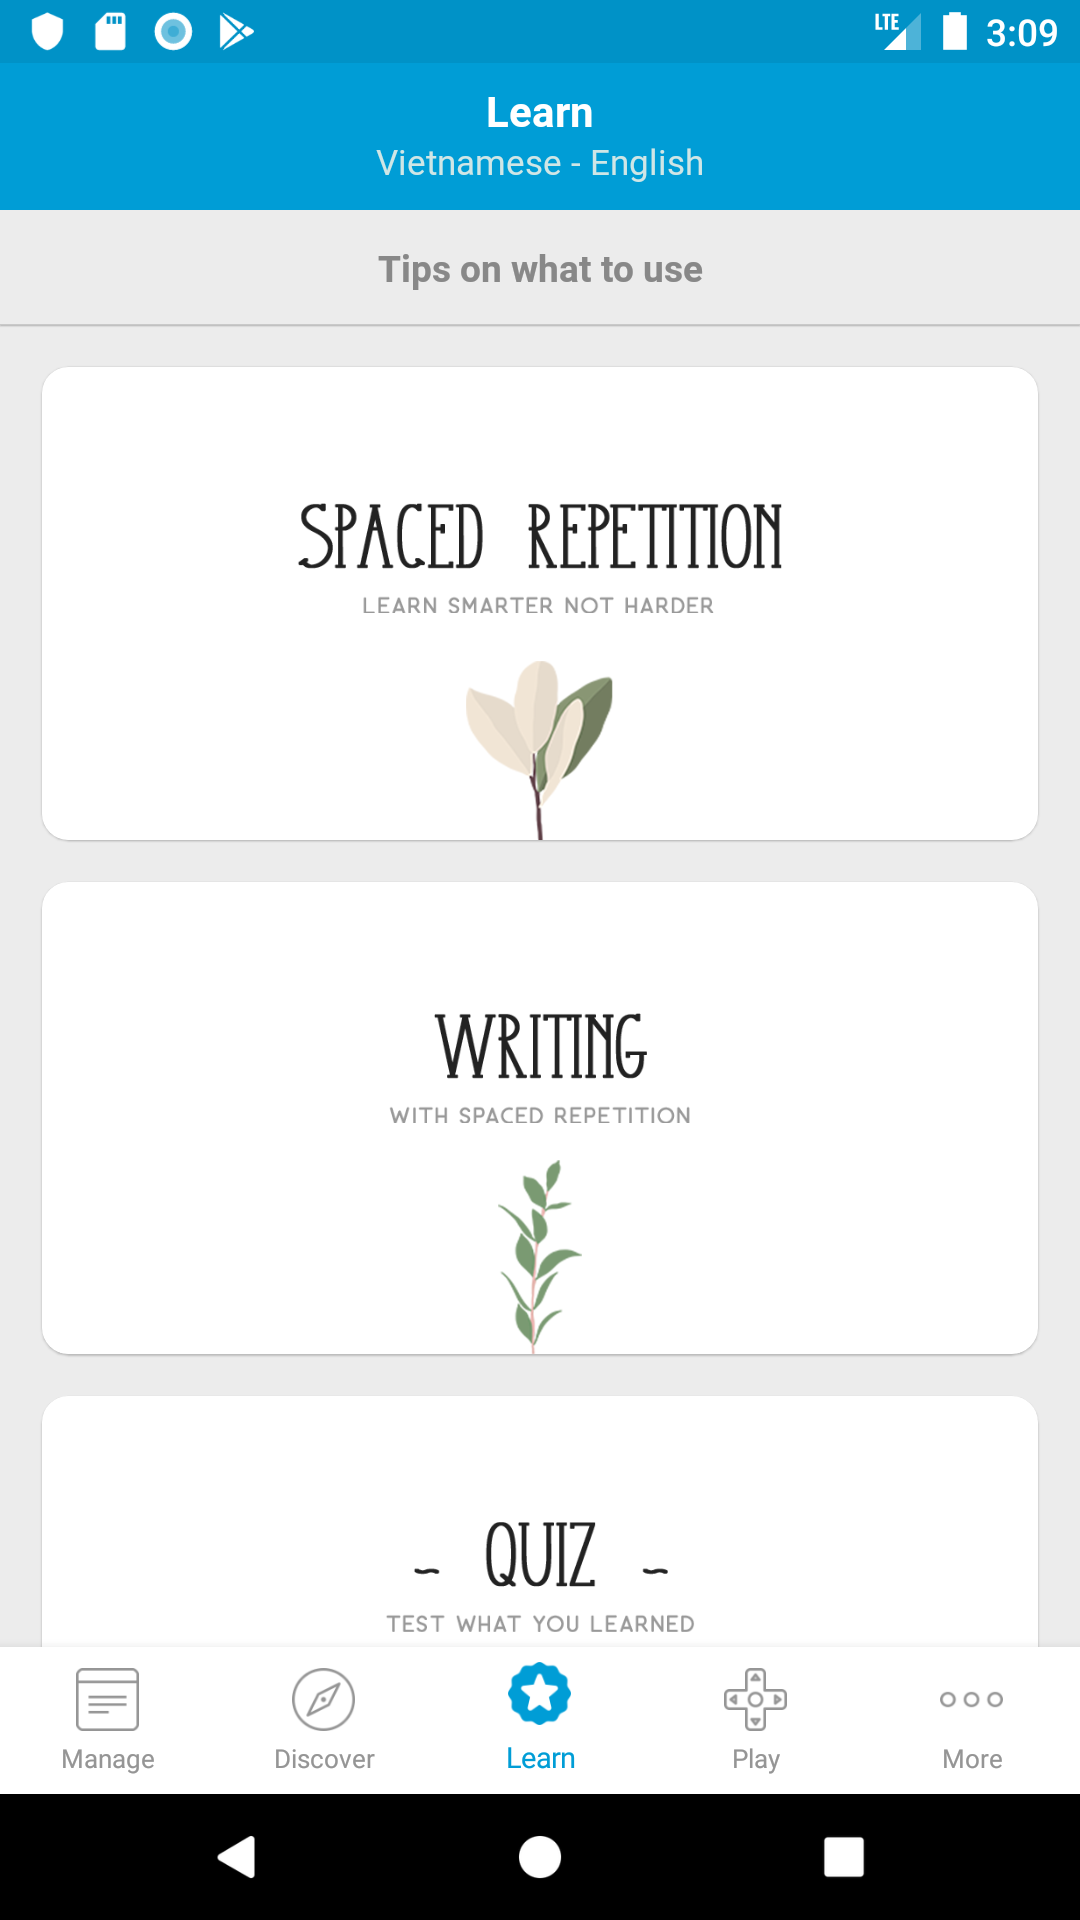 LTE 3:09
Learn
Vietnamese - English
Tips on what to use
SPACED REPETITION
LEARN SMARTER NOT HARDER
WRITING
WITH SPACED REPETITION
~ QUIZ ~
TEST WHAT YOU LEARNED
Manage Discover Learn Play More